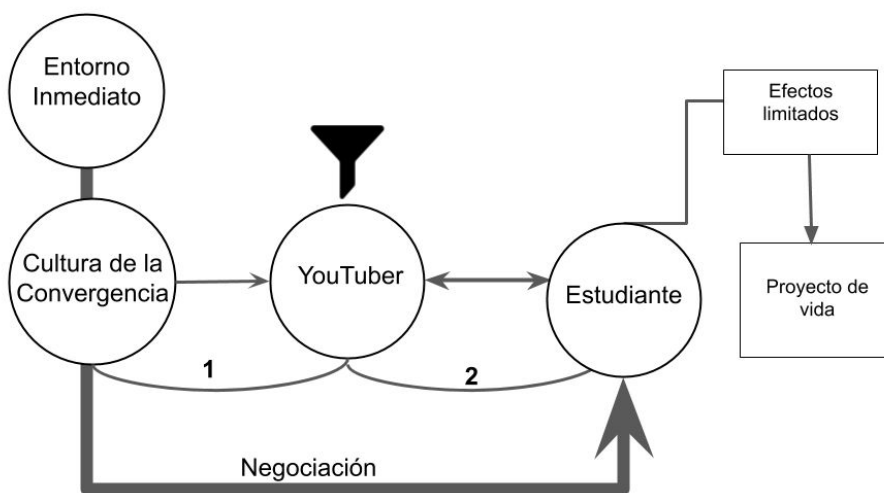 Entorno
Inmediato
Efectos
limitados
Cultura de la
Convergencia
YouTuber
Estudiante
Proyecto de
vida
1
2
Negociación